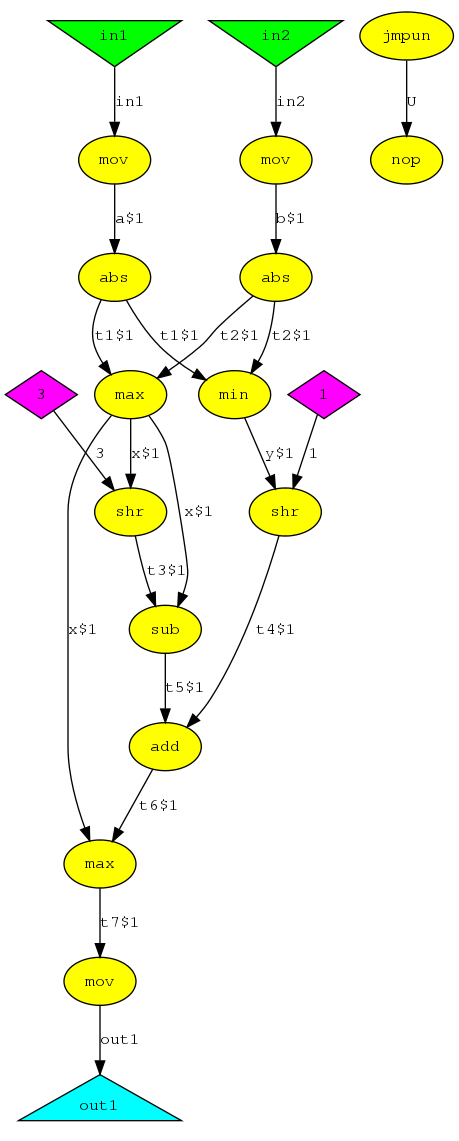 in1 in2 jmpun
in1 in2 U
mov mov nop
a$1 b$1
abs abs
t1$1 t1$1 t2$1 t2$1
3 max min 1
3 x$1 y$1 1
shr x$1 shr
t3$1
x$1 sub t4$1
t5$1
add
t6$1
max
t7$1
mov
out1
out1